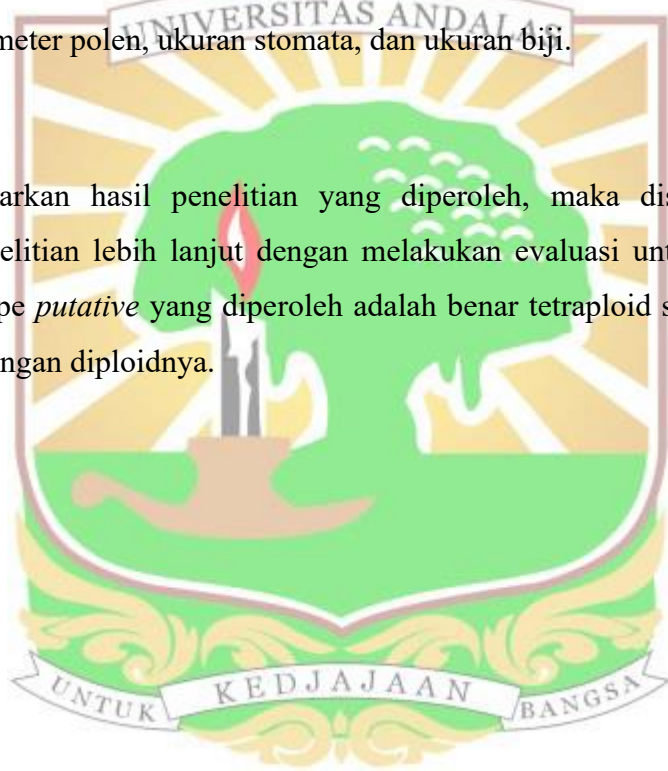 UNIVERSITAS ANDALAS
meter polen, ukuran stomata, dan ukuran biji.
arkan hasil penelitian yang diperoleh, maka dis
elitian lebih lanjut dengan melakukan evaluasi unt
pe putative yang diperoleh adalah benar tetraploid s
ngan diploidnya.
UNTUK KEDJAJAAN BANGSA